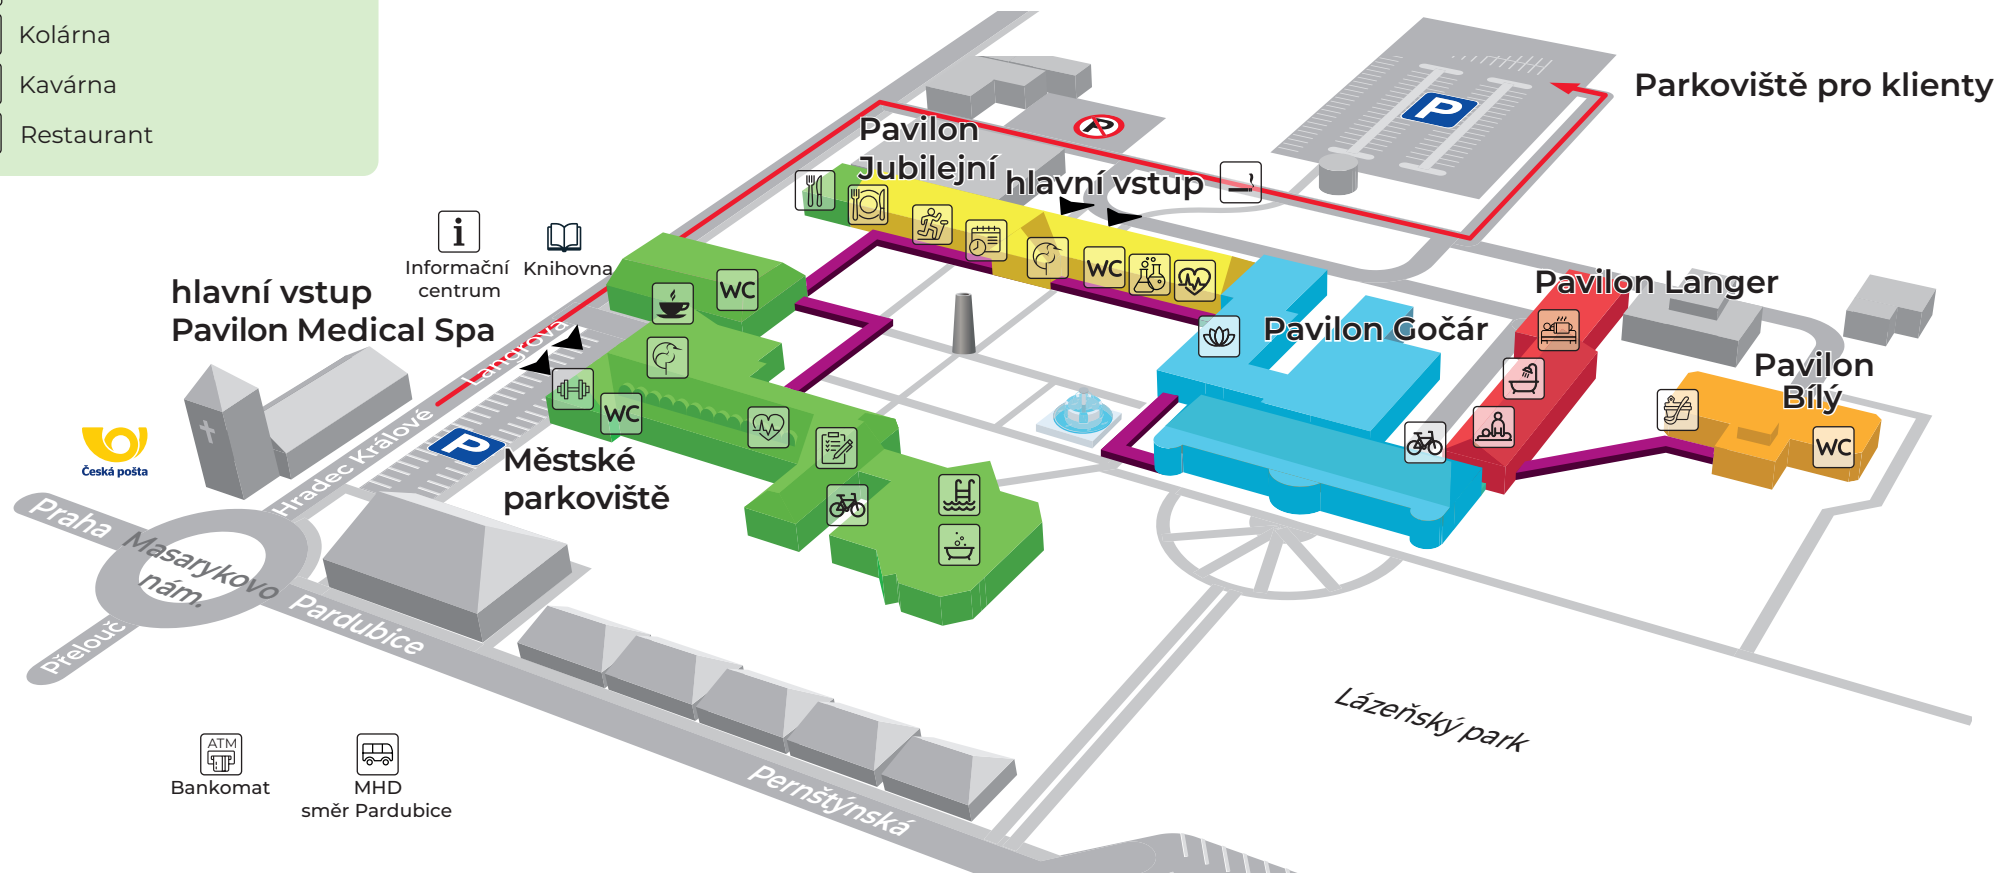 Kolárna
Kavárna
Restaurant
Parkoviště pro klienty
P
P
Pavilon
Jubilejní
hlavní vstup
i
Informační
centrum
Knihovna
hlavní vstup
Pavilon Medical Spa
WC
WC
Pavilon Langer
Pavilon Gočár
Pavilon
Bílý
Langrova
WC
WC
P
Městské
parkoviště
Česká pošta
Hradec Králové
Praha
Masarykovo
nám.
Přelouč
Pardubice
Pernštýnská
Lázeňský park
ATM
Bankomat
MHD
směr Pardubice